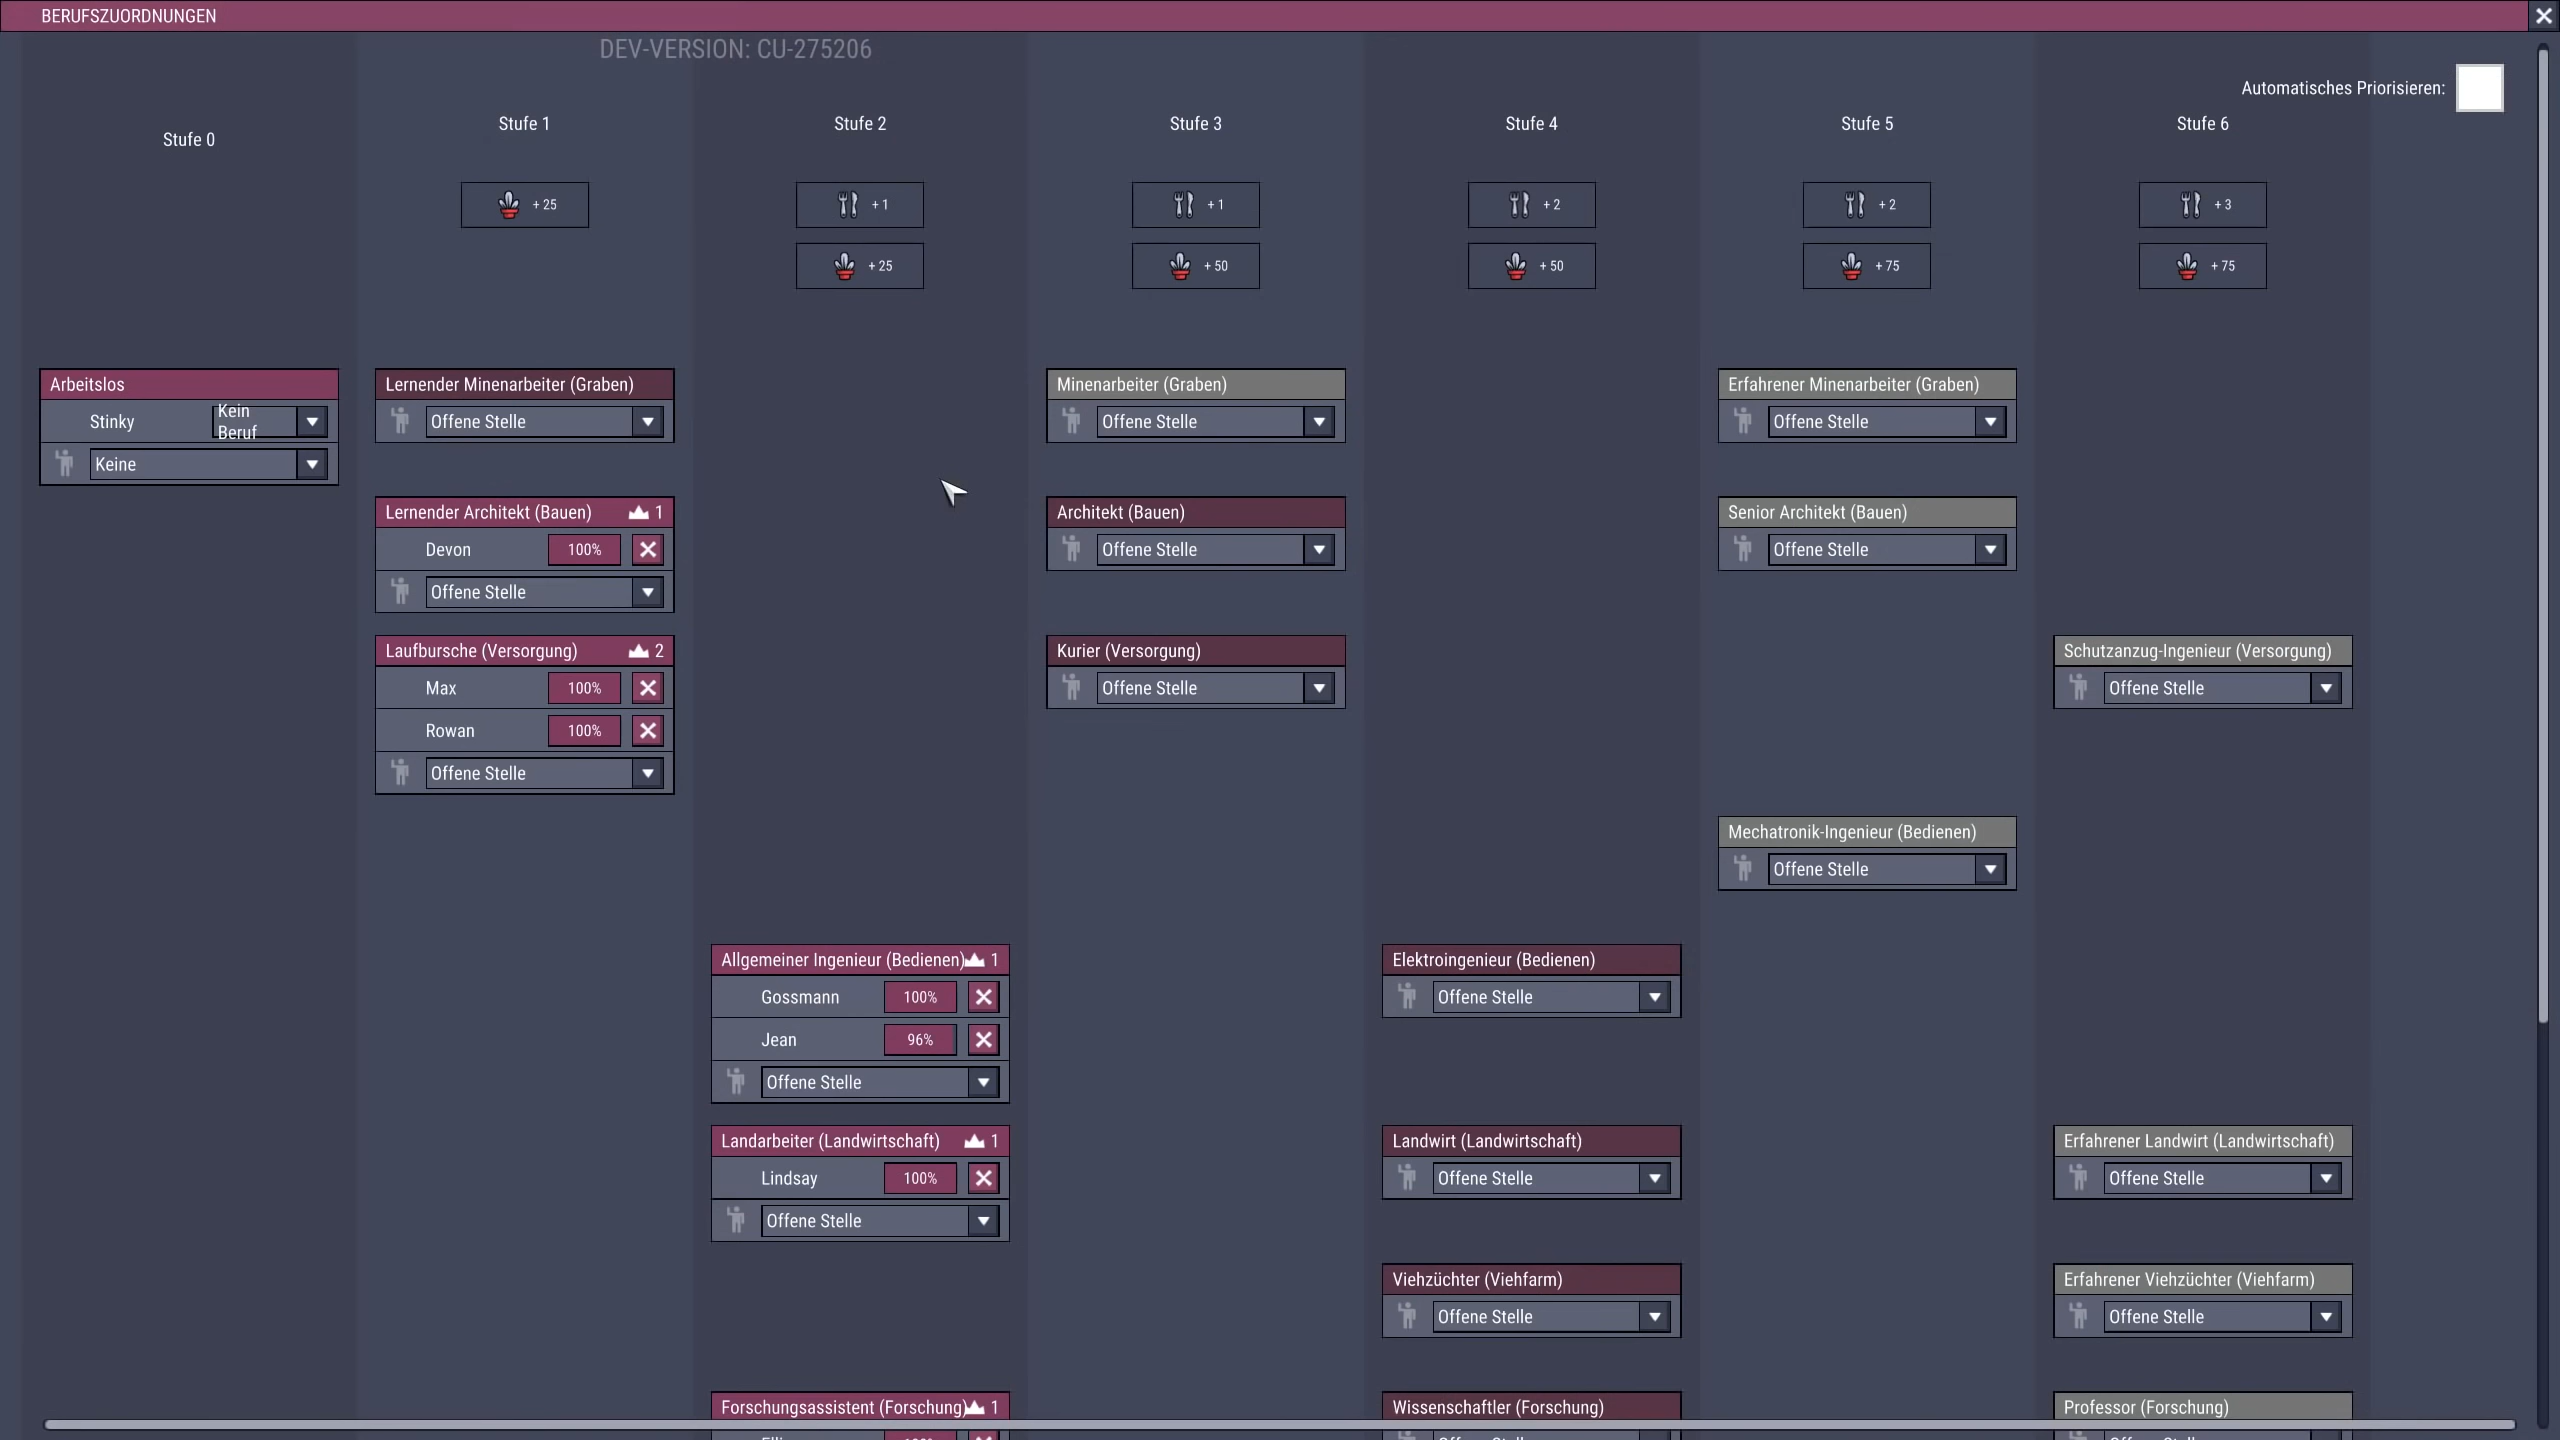 BERUFSZUORDNUNGEN
DEV-VERSION: CU-275206
Automatisches Priorisieren:
Stufe 0
Stufe 1
Stufe 2
Stufe 3
Stufe 4
Stufe 5
Stufe 6
+ 25
+ 1
+ 1
+ 2
+ 2
+ 3
+ 25
+ 50
+ 50
+ 75
+ 75
Arbeitslos
Stinky
Kein
Beruf
Keine
Lernender Minenarbeiter (Graben)
Offene Stelle
Minenarbeiter (Graben)
Offene Stelle
Erfahrener Minenarbeiter (Graben)
Offene Stelle
Lernender Architekt (Bauen) 1
Devon 100%
Offene Stelle
Architekt (Bauen)
Offene Stelle
Senior Architekt (Bauen)
Offene Stelle
Laufbursche (Versorgung) 2
Max 100%
Rowan 100%
Offene Stelle
Kurier (Versorgung)
Offene Stelle
Schutzanzug-Ingenieur (Versorgung)
Offene Stelle
Mechatronik-Ingenieur (Bedienen)
Offene Stelle
Allgemeiner Ingenieur (Bedienen) 1
Gossmann 100%
Jean 96%
Offene Stelle
Elektroingenieur (Bedienen)
Offene Stelle
Landarbeiter (Landwirtschaft) 1
Lindsay 100%
Offene Stelle
Landwirt (Landwirtschaft)
Offene Stelle
Erfahrener Landwirt (Landwirtschaft)
Offene Stelle
Viehzüchter (Viehfarm)
Offene Stelle
Erfahrener Viehzüchter (Viehfarm)
Offene Stelle
Forschungsassistent (Forschung) 1
Wissenschaftler (Forschung)
Professor (Forschung)